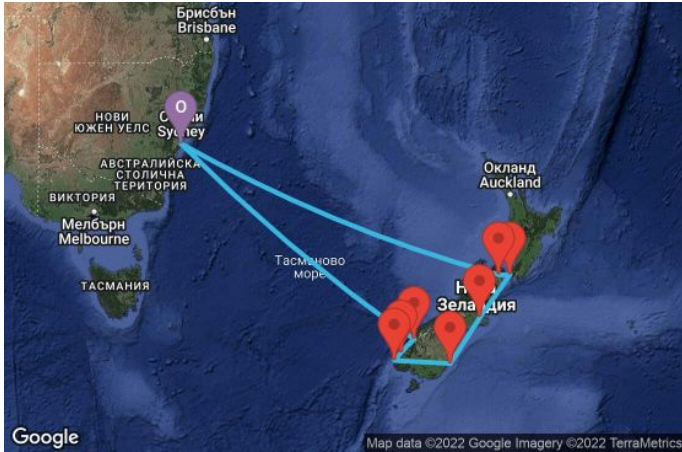 Брисбън
Brisbane
НОВИ
ЮЖЕН УЕЛС
O
Sydney
АВСТРАЛИЙСКА
СТОЛИЧНА
ТЕРИТОРИЯ
ВИКТОРИЯ
Мелбърн
Melbourne
ТАСМАНИЯ
Тасманово
море
Окланд
Auckland
Зеландия
Google
Map data ©2022 Google Imagery ©2022 TerraMetrics